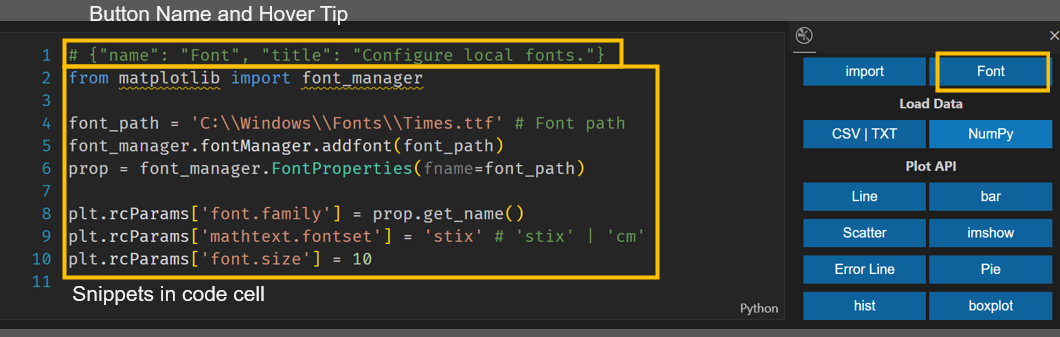 Button Name and Hover Tip
1 # {"name": "Font", "title": "Configure local fonts."}
2 from matplotlib import font_manager
3
4 font_path = 'C:\\Windows\\Fonts\\Times.ttf' # Font path
5 font_manager.fontManager.addfont(font_path)
6 prop = font_manager.FontProperties(fname=font_path)
7
8 plt.rcParams['font.family'] = prop.get_name()
9 plt.rcParams['mathtext.fontset'] = 'stix' # 'stix' | 'cm'
10 plt.rcParams['font.size'] = 10
11
Snippets in code cell
Python
import Font
Load Data
CSV | TXT NumPy
Plot API
Line bar
Scatter imshow
Error Line Pie
hist boxplot